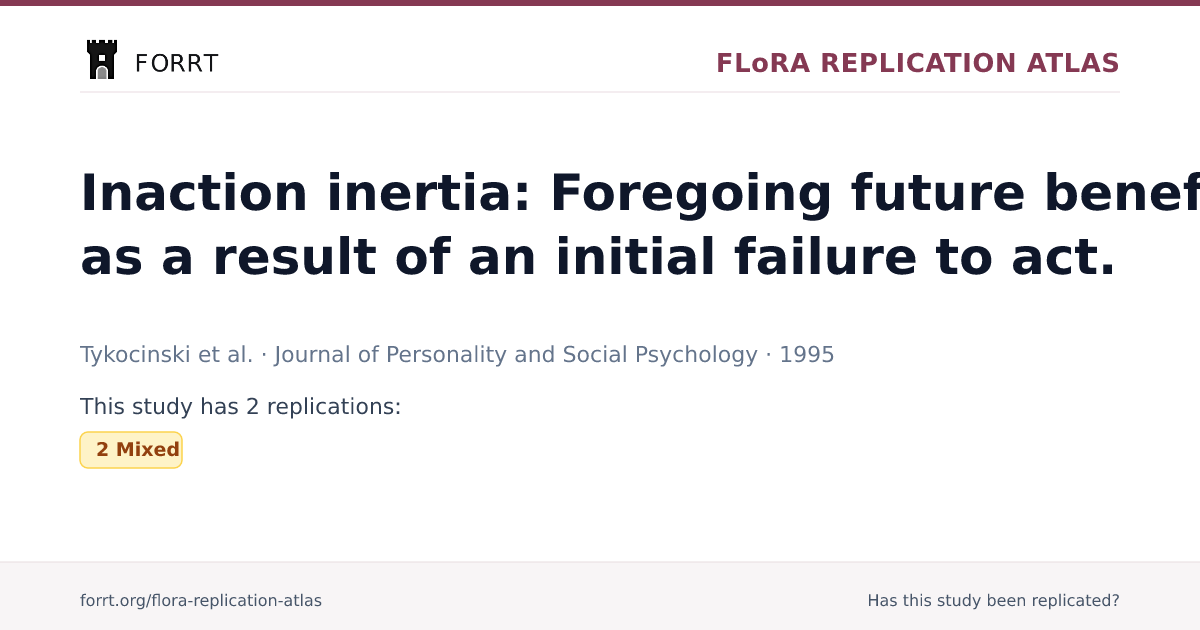 FORRT
FLoRA REPLICATION ATLAS
Inaction inertia: Foregoing future benef
as a result of an initial failure to act.
Tykocinski et al. · Journal of Personality and Social Psychology · 1995
This study has 2 replications:
2 Mixed
forrt.org/flora-replication-atlas
Has this study been replicated?